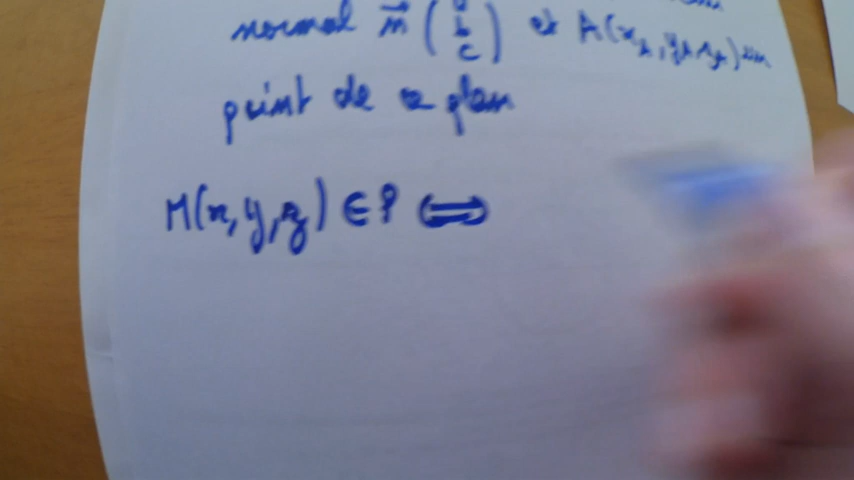 normal n⃗ (a b c) et A(x_A, y_A, z_A) un
point de ce plan
M(x, y, z) ∈ P ⟺